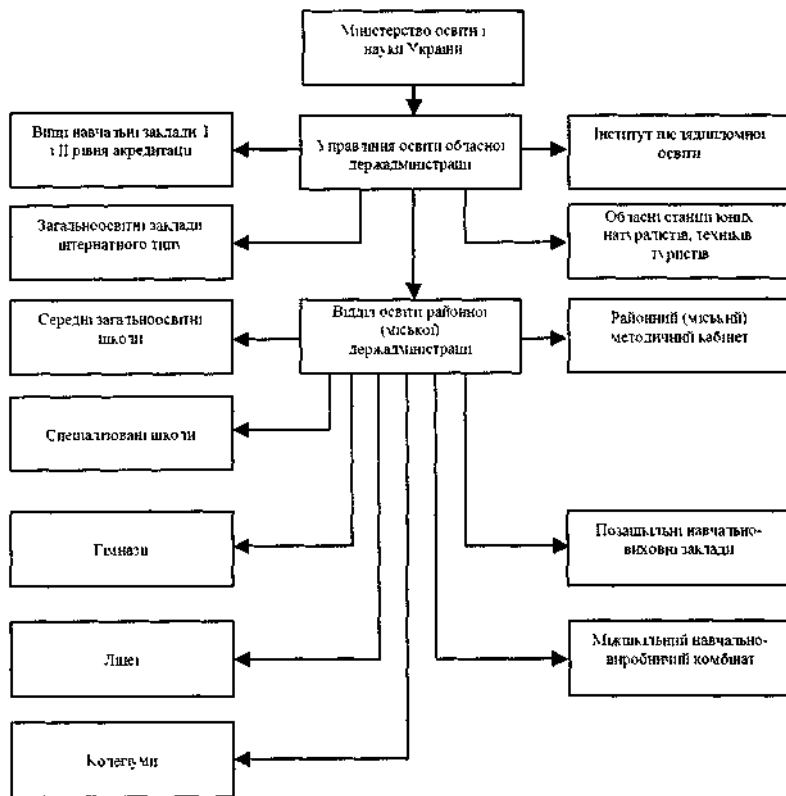 Міністерство освіти і
науки України
Вищі навчальні заклади І
і ІІ рівня акредитації
Управління освіти обласної
держадміністрації
Інститут післядипломної
освіти
Загальноосвітні заклади
інтернатного типу
Обласні станції юних
натуралістів, техніків
туристів
Середні загальноосвітні
школи
Відділ освіти районної
(міської)
держадміністрації
Районний (міський)
методичний кабінет
Спеціалізовані школи
Гімназії
Позашкільні навчально-
виховні заклади
Ліцеї
Міжшкільний навчально-
виробничий комбінат
Колегіуми